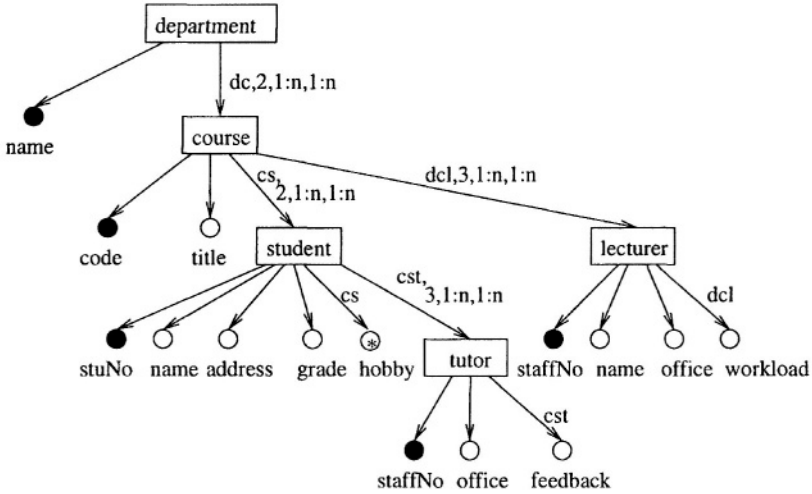 department
dc,2,1:n,1:n
name
course
cs,
2,1:n,1:n
dcl,3,1:n,1:n
code
title
student
lecturer
cs
cst,
3,1:n,1:n
dcl
*
stuNo name address grade hobby
tutor
staffNo name office workload
cst
staffNo office feedback